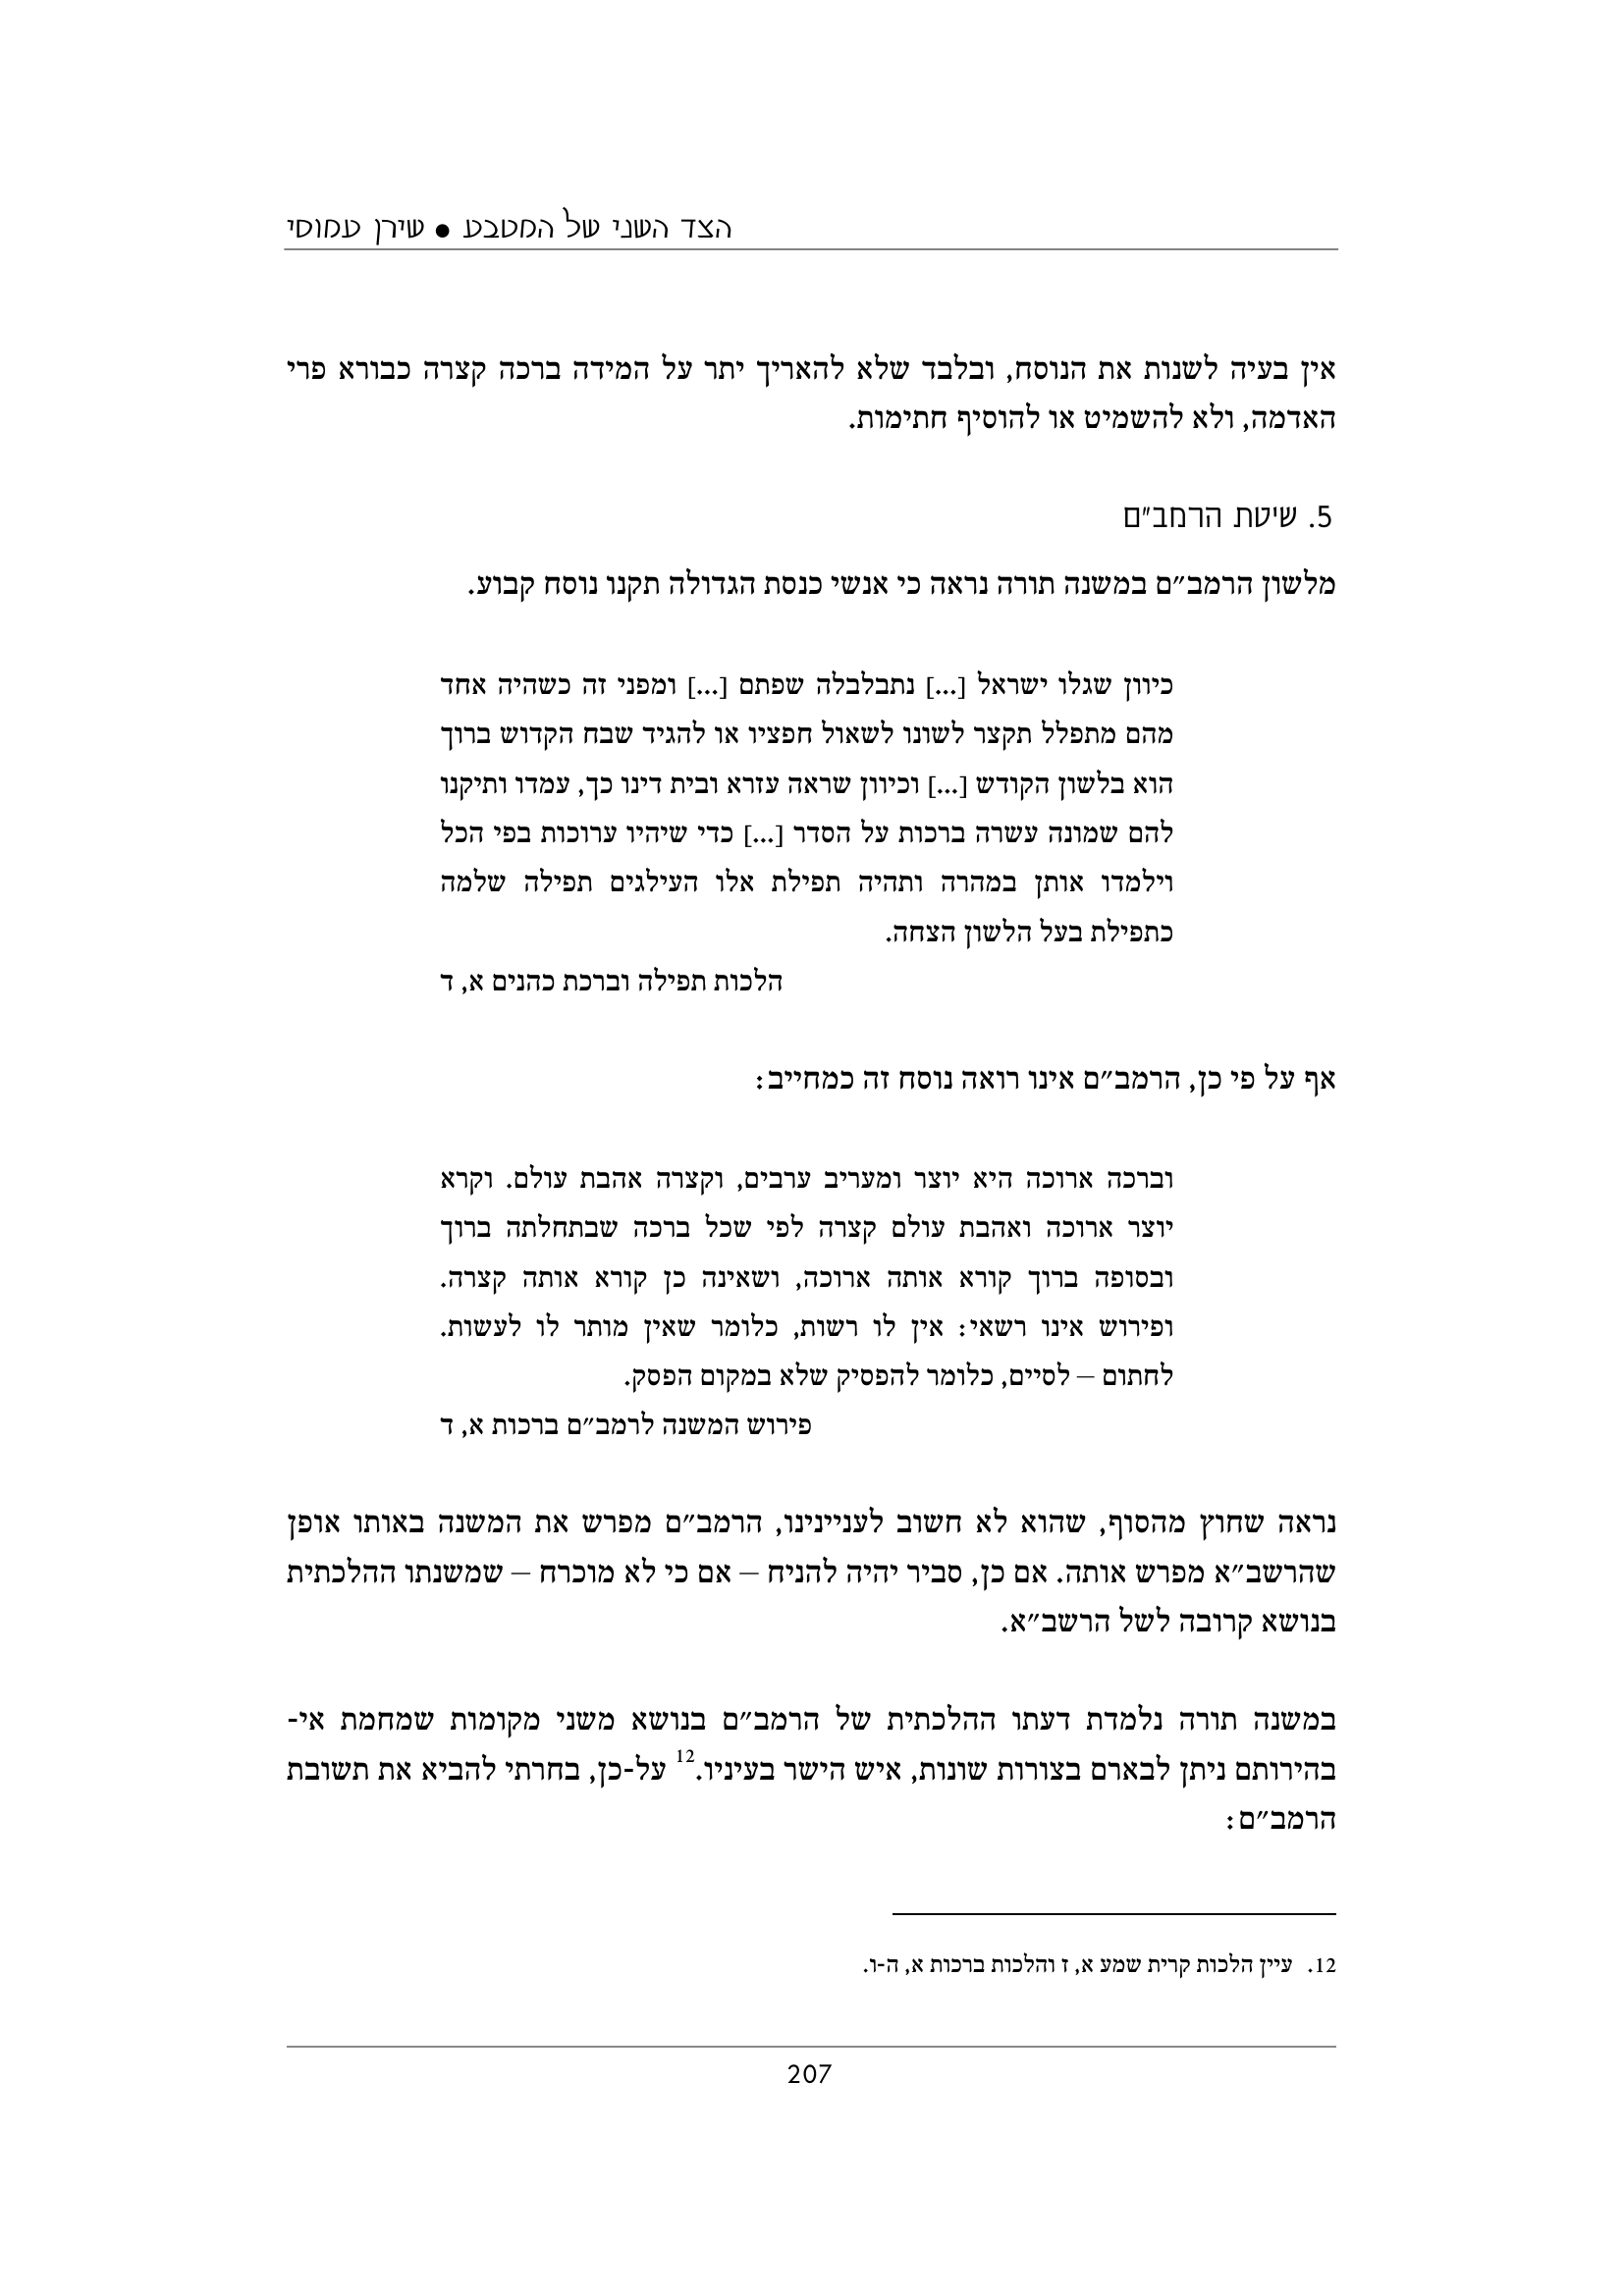 הצד השני של המטבע ● שירן עמוסי
אין בעיה לשנות את הנוסח, ובלבד שלא להאריך יתר על המידה ברכה קצרה כבורא פרי
האדמה, ולא להשמיט או להוסיף חתימות.
5. שיטת הרמב״ם
מלשון הרמב״ם במשנה תורה נראה כי אנשי כנסת הגדולה תקנו נוסח קבוע.
כיוון שגלו ישראל [...] נתבלבלה שפתם [...] ומפני זה כשהיה אחד
מהם מתפלל תקצר לשונו לשאול חפציו או להגיד שבח הקדוש ברוך
הוא בלשון הקודש [...] וכיוון שראה עזרא ובית דינו כך, עמדו ותיקנו
להם שמונה עשרה ברכות על הסדר [...] כדי שיהיו ערוכות בפי הכל
וילמדו אותן במהרה ותהיה תפילת אלו העילגים תפילה שלמה
כתפילת בעל הלשון הצחה.
הלכות תפילה וברכת כהנים א, ד
אף על פי כן, הרמב״ם אינו רואה נוסח זה כמחייב:
וברכה ארוכה היא יוצר ומעריב ערבים, וקצרה אהבת עולם. וקרא
יוצר ארוכה ואהבת עולם קצרה לפי שכל ברכה שבתחלתה ברוך
ובסופה ברוך קורא אותה ארוכה, ושאינה כן קורא אותה קצרה.
ופירוש אינו רשאי: אין לו רשות, כלומר שאין מותר לו לעשות.
לחתום – לסיים, כלומר להפסיק שלא במקום הפסק.
פירוש המשנה לרמב״ם ברכות א, ד
נראה שחוץ מהסוף, שהוא לא חשוב לעניינינו, הרמב״ם מפרש את המשנה באותו אופן
שהרשב״א מפרש אותה. אם כן, סביר יהיה להניח – אם כי לא מוכרח – שמשנתו ההלכתית
בנושא קרובה לשל הרשב״א.
במשנה תורה נלמדת דעתו ההלכתית של הרמב״ם בנושא משני מקומות שמחמת אי-
בהירותם ניתן לבארם בצורות שונות, איש הישר בעיניו.12 על-כן, בחרתי להביא את תשובת
הרמב״ם:
12. עיין הלכות קרית שמע א, ז והלכות ברכות א, ה-ו.
207